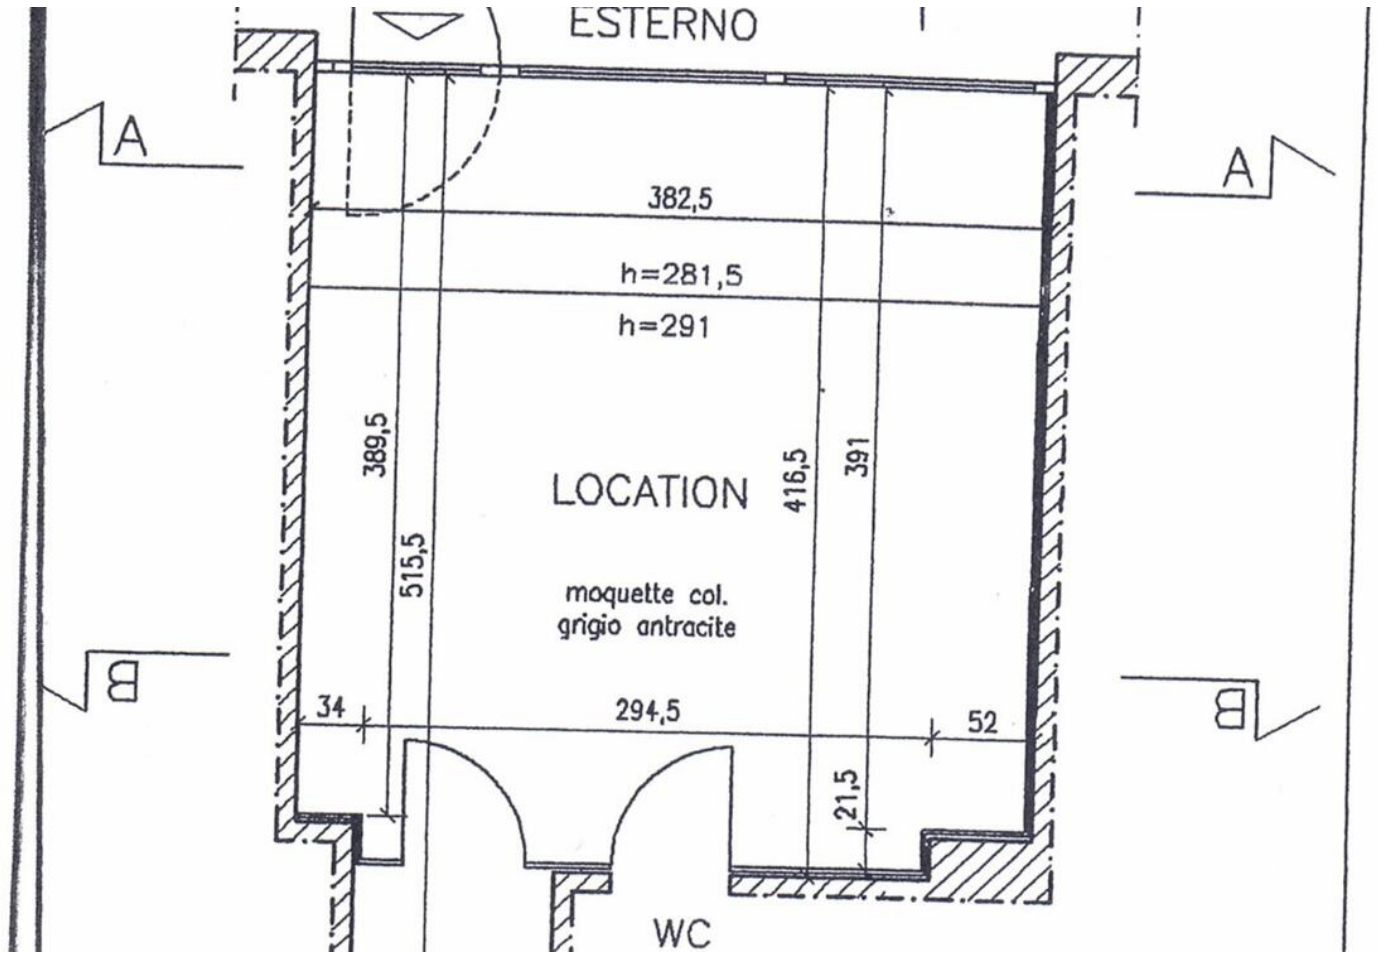 ESTERNO
A
A
382,5
h=281,5
h=291
389,5
416,5
391
LOCATION
515,5
moquette col.
grigio antracite
B
B
34
294,5
52
21,5
WC